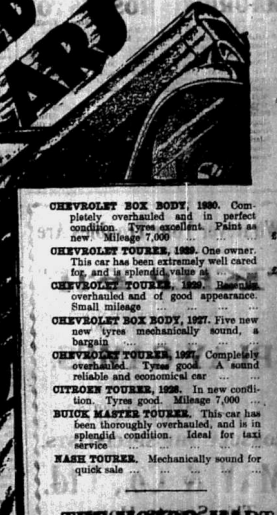 ARS
CHEVROLET BOX BODY, 1930. Com-
pletely overhauled and in perfect
condition. Tyres excellent. Paint as
new. Mileage 7,000 ... ... ...
CHEVROLET TOURER, 1929. One owner.
This car has been extremely well cared
for, and is splendid value at ... ...
CHEVROLET TOURER, 1929. Recently
overhauled and of good appearance.
Small mileage ... ... ... ...
CHEVROLET BOX BODY, 1927. Five new
new tyres mechanically sound, a
bargain ... ... ... ...
CHEVROLET TOURER, 1927. Completely
overhauled. Tyres good. A sound
reliable and economical car ... ...
CITROEN TOURER, 1928. In new condi-
tion. Tyres good. Mileage 7,000 ...
BUICK MASTER TOURER. This car has
been thoroughly overhauled, and is in
splendid condition. Ideal for taxi
service ... ... ... ... ...
NASH TOURER. Mechanically sound for
quick sale ... ... ... ...